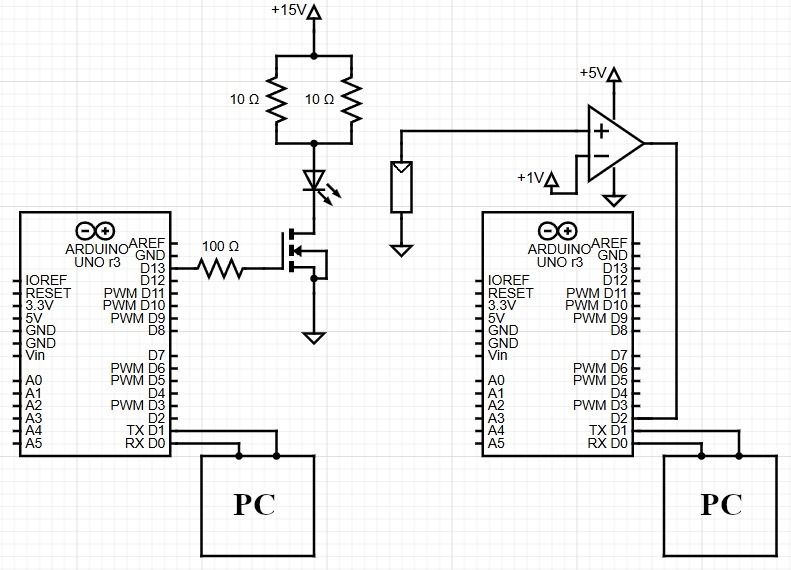 +15V
10 Ω
10 Ω
100 Ω
ARDUINO
UNO r3
AREF
GND
D13
D12
IOREF
RESET
PWM D11
3.3V
PWM D10
5V
PWM D9
GND
D8
GND
Vin
D7
PWM D6
A0
PWM D5
A1
D4
A2
PWM D3
A3
D2
A4
TX D1
A5
RX D0
PC
+5V
+1V
ARDUINO
UNO r3
AREF
GND
D13
D12
IOREF
RESET
PWM D11
3.3V
PWM D10
5V
PWM D9
GND
D8
GND
Vin
D7
PWM D6
A0
PWM D5
A1
D4
A2
PWM D3
A3
D2
A4
TX D1
A5
RX D0
PC